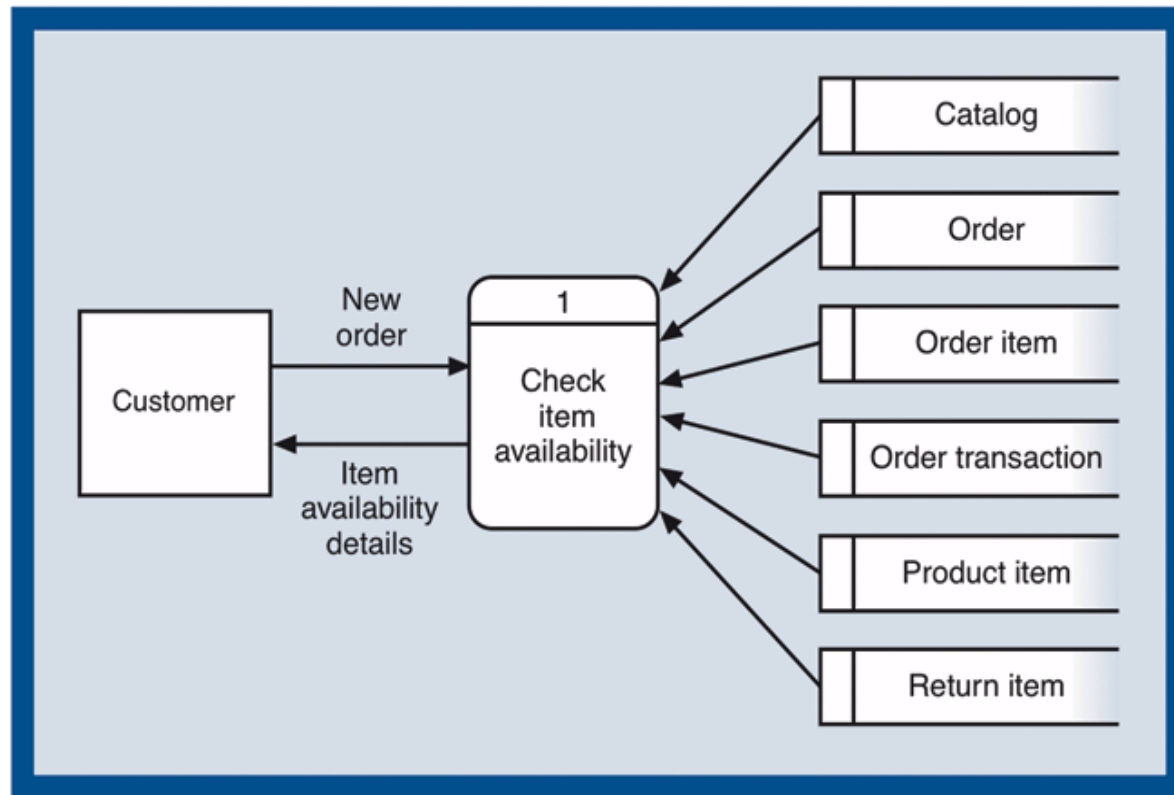 Customer
New
order
Item
availability
details
1
Check
item
availability
Catalog
Order
Order item
Order transaction
Product item
Return item